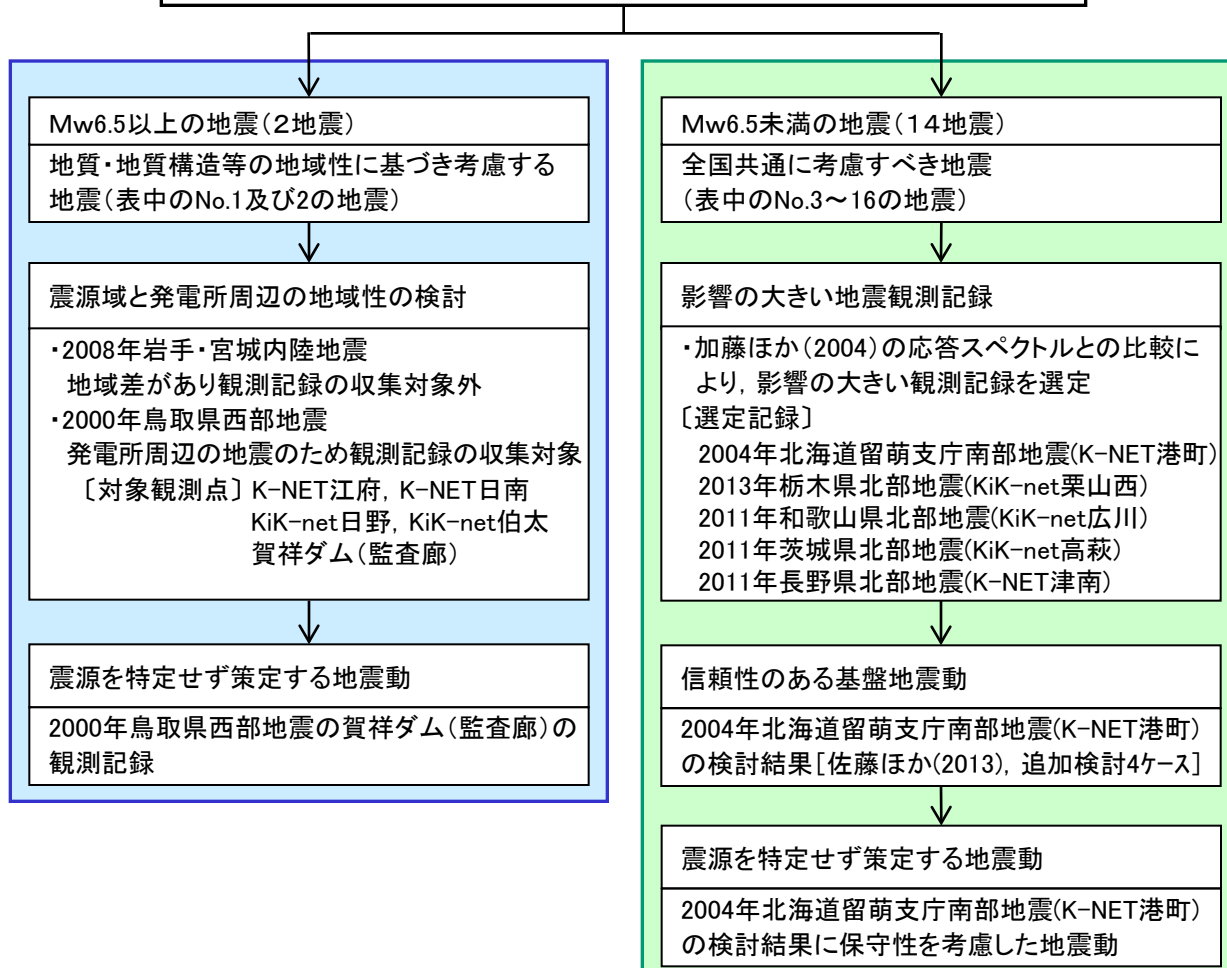 Mw6.5以上の地震(2地震)
地質・地質構造等の地域性に基づき考慮する
地震(表中のNo.1及び2の地震)
震源域と発電所周辺の地域性の検討
・2008年岩手・宮城内陸地震
地域差があり観測記録の収集対象外
・2000年鳥取県西部地震
発電所周辺の地震のため観測記録の収集対象
〔対象観測点〕K-NET江府, K-NET日南
KiK-net日野, KiK-net伯太
賀祥ダム(監査廊)
震源を特定せず策定する地震動
2000年鳥取県西部地震の賀祥ダム(監査廊)の
観測記録
Mw6.5未満の地震(14地震)
全国共通に考慮すべき地震
(表中のNo.3~16の地震)
影響の大きい地震観測記録
・加藤ほか(2004)の応答スペクトルとの比較に
より, 影響の大きい観測記録を選定
〔選定記録〕
2004年北海道留萌支庁南部地震(K-NET港町)
2013年栃木県北部地震(KiK-net栗山西)
2011年和歌山県北部地震(KiK-net広川)
2011年茨城県北部地震(KiK-net高萩)
2011年長野県北部地震(K-NET津南)
信頼性のある基盤地震動
2004年北海道留萌支庁南部地震(K-NET港町)
の検討結果[佐藤ほか(2013), 追加検討4ケース]
震源を特定せず策定する地震動
2004年北海道留萌支庁南部地震(K-NET港町)
の検討結果に保守性を考慮した地震動